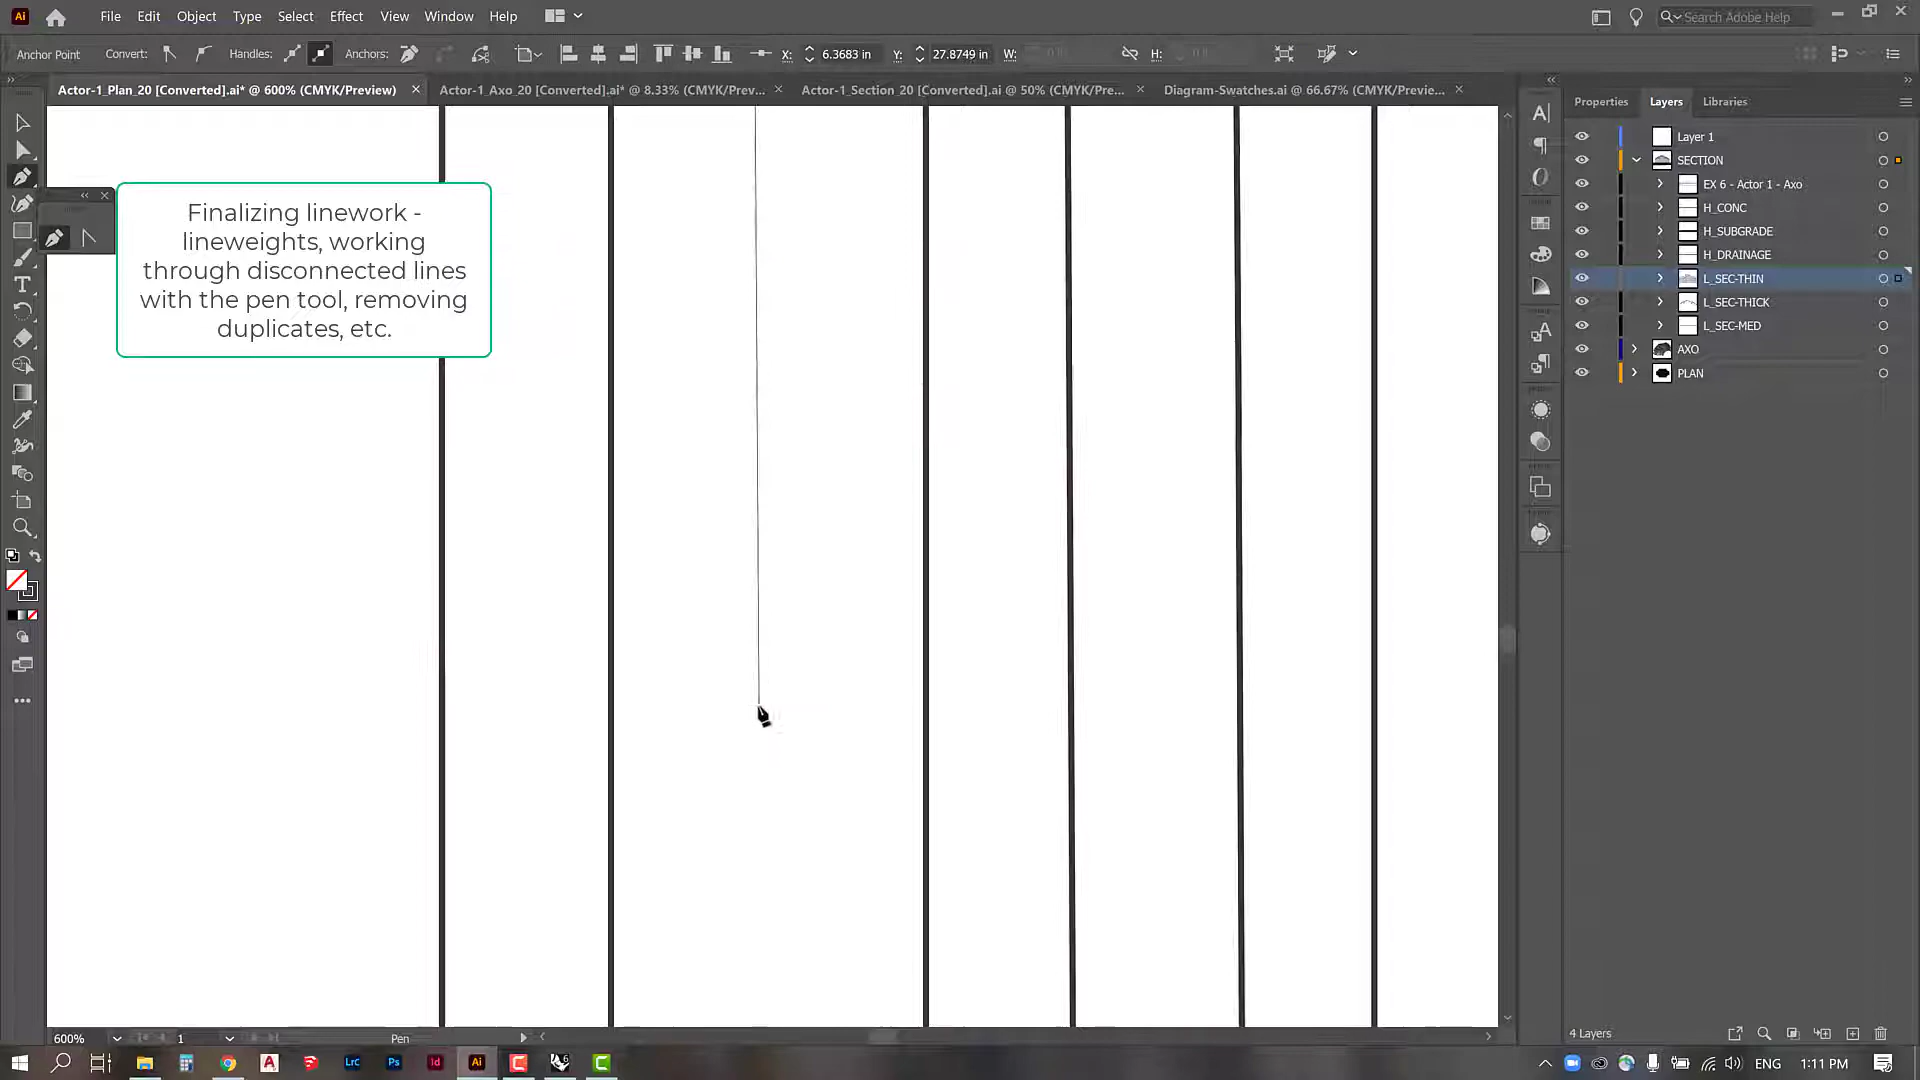 Ai
File Edit Object Type Select Effect View Window Help
Search Adobe Help
Anchor Point Convert: Handles: Anchors: X: 6.3683 in Y: 27.8749 in W: H:
Actor-1_Plan_20 [Converted].ai* @ 600% (CMYK/Preview) Actor-1_Axo_20 [Converted].ai* @ 8.33% (CMYK/Prev... Actor-1_Section_20 [Converted].ai @ 50% (CMYK/Pre... Diagram-Swatches.ai @ 66.67% (CMYK/Previe...
Properties Layers Libraries
Layer 1
SECTION
EX 6 - Actor 1 - Axo
H_CONC
H_SUBGRADE
H_DRAINAGE
L_SEC-THIN
L_SEC-THICK
L_SEC-MED
AXO
PLAN
Finalizing linework -
lineweights, working
through disconnected lines
with the pen tool, removing
duplicates, etc.
4 Layers
600% 1 Pen
Lrc Ps Id Ai
ENG 1:11 PM